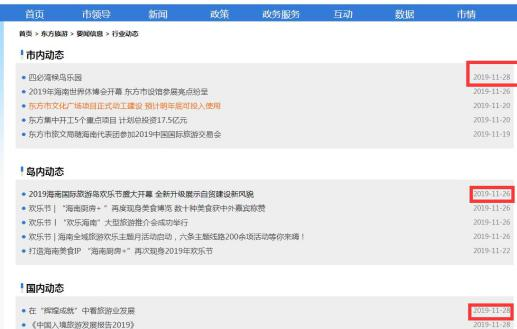 首页 市领导 新闻 政策 政务服务 互动 数据 市情
首页 > 东方旅游 > 要闻信息 > 行业动态
市内动态
四必湾候鸟乐园 2019-11-28
2019年海南世界休博会开幕 东方市设馆参展亮点纷呈 2019-11-26
东方市文化广场项目正式动工建设 预计明年底可投入使用 2019-11-20
东方集中开工5个重点项目 计划总投资17.5亿元 2019-11-20
东方市旅文局随海南代表团参加2019中国国际旅游交易会 2019-11-19
岛内动态
2019海南国际旅游岛欢乐节盛大开幕 全新升级展示自贸建设新风貌 2019-11-26
欢乐节 | “海南厨房+ ”再度现身美食博览 数十种美食获中外嘉宾称赞 2019-11-26
欢乐节 | “欢乐海南”大型旅游推介会成功举行 2019-11-26
欢乐节 | 海南全域旅游欢乐主题月活动启动，六条主题线路200余项活动等你来嗨！ 2019-11-26
打造海南美食IP “海南厨房+”再次现身2019年欢乐节 2019-11-22
国内动态
在“辉煌成就”中看旅游业发展 2019-11-28
《中国入境旅游发展报告2019》 2019-11-28